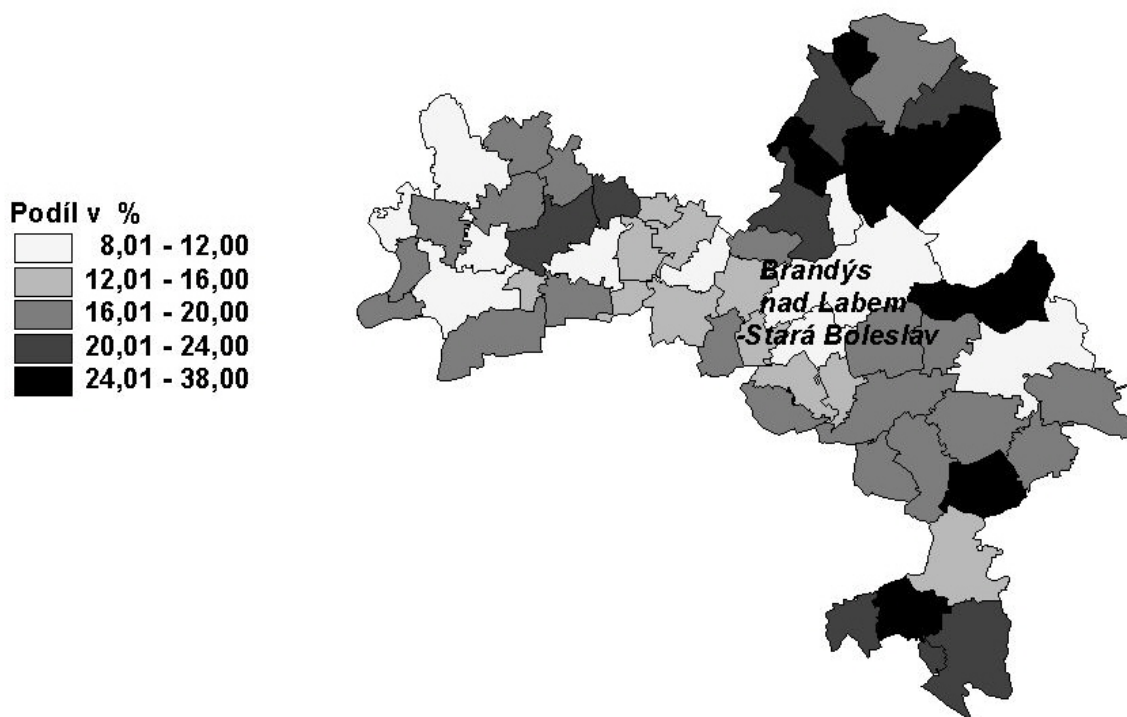 Podíl v %
8,01 - 12,00
12,01 - 16,00
16,01 - 20,00
20,01 - 24,00
24,01 - 38,00
Brandýs
nad Labem
-Stará Boleslav